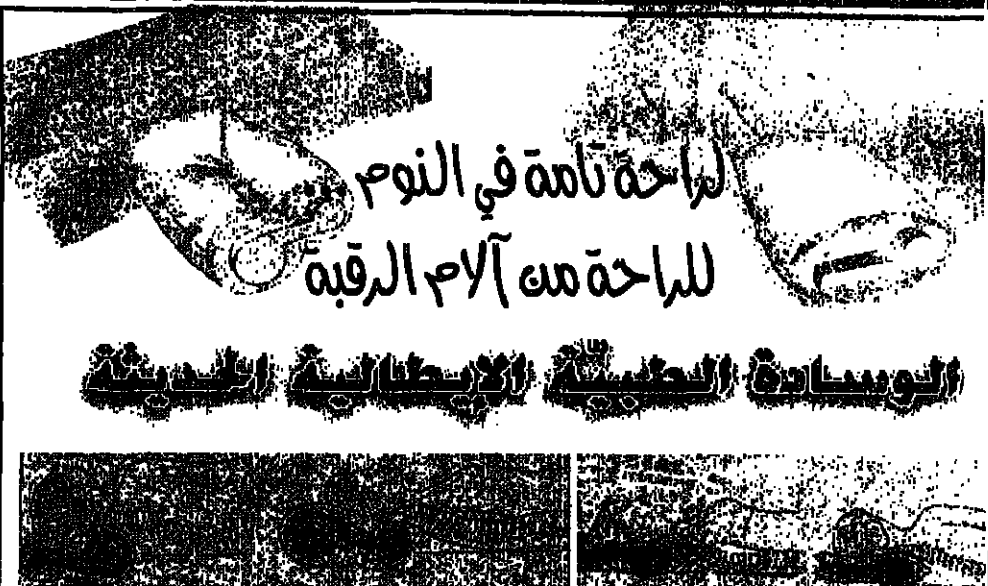 لراحة تامة في النوم ...
للراحة من آلام الرقبة
الوسادة الطبية الإيطالية الحديثة